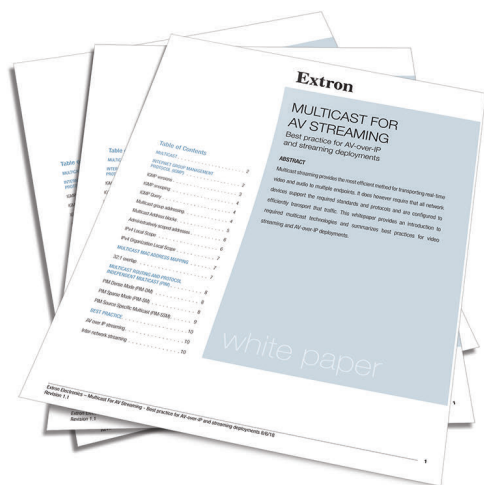 Extron
MULTICAST FOR
AV STREAMING
Best practice for AV-over-IP
and streaming deployments
ABSTRACT
Multicast streaming provides the most efficient method for transporting real-time
video and audio to multiple endpoints. It does however require that all network
devices support the required standards and protocols and are configured to
efficiently transport that traffic. This whitepaper provides an introduction to
required multicast technologies and summarizes best practices for video
streaming and AV-over-IP deployments.
white paper
Table of Contents
MULTICAST . . . 2
INTERNET GROUP MANAGEMENT
PROTOCOL (IGMP)
IGMP versions
IGMP snooping
IGMP Query
Multicast group addressing
Multicast Address blocks
Administratively scoped addresses
IPv4 Local Scope
IPv4 Organization Local Scope
MULTICAST MAC ADDRESS MAPPING
32:1 overlap
MULTICAST ROUTING AND PROTOCOL
INDEPENDENT MULTICAST (PIM)
PIM Dense Mode (PIM-DM)
PIM Sparse Mode (PIM-SM)
PIM Source Specific Multicast (PIM-SSM)
BEST PRACTICE . . . 10
AV over IP streaming . . . 10
Inter network streaming . . . 10
Extron Electronics – Multicast For AV Streaming - Best practice for AV-over-IP and streaming deployments 6/6/18
Revision 1.1
1